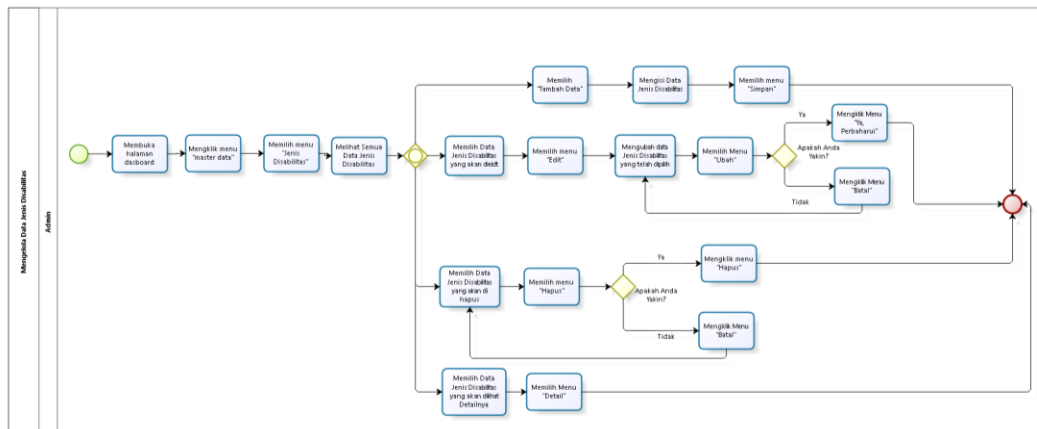 Mengelola Data Jenis Disabilitas
Admin
Membuka
halaman
dasboard
Mengklik menu
"master data"
Memilih menu
"Jenis
Disabilitas"
Melihat Semua
Data Jenis
Disabilitas
Memilih
"Tambah Data"
Mengisi Data
Jenis Disabilitas
Memilih menu
"Simpan"
Memilih Data
Jenis Disabilitas
yang akan diedit
Memilih menu
"Edit"
Mengubah data
Jenis Disabilitas
yang telah dipilih
Memilih Menu
"Ubah"
Apakah Anda
Yakin?
Ya
Mengklik Menu
"Ya,
Perbaharui"
Tidak
Mengklik Menu
"Batal"
Memilih Data
Jenis Disabilitas
yang akan di
hapus
Memilih menu
"Hapus"
Apakah Anda
Yakin?
Ya
Mengklik menu
"Hapus"
Tidak
Mengklik Menu
"Batal"
Memilih Data
Jenis Disabilitas
yang akan dilihat
Detailnya
Memilih Menu
"Detail"